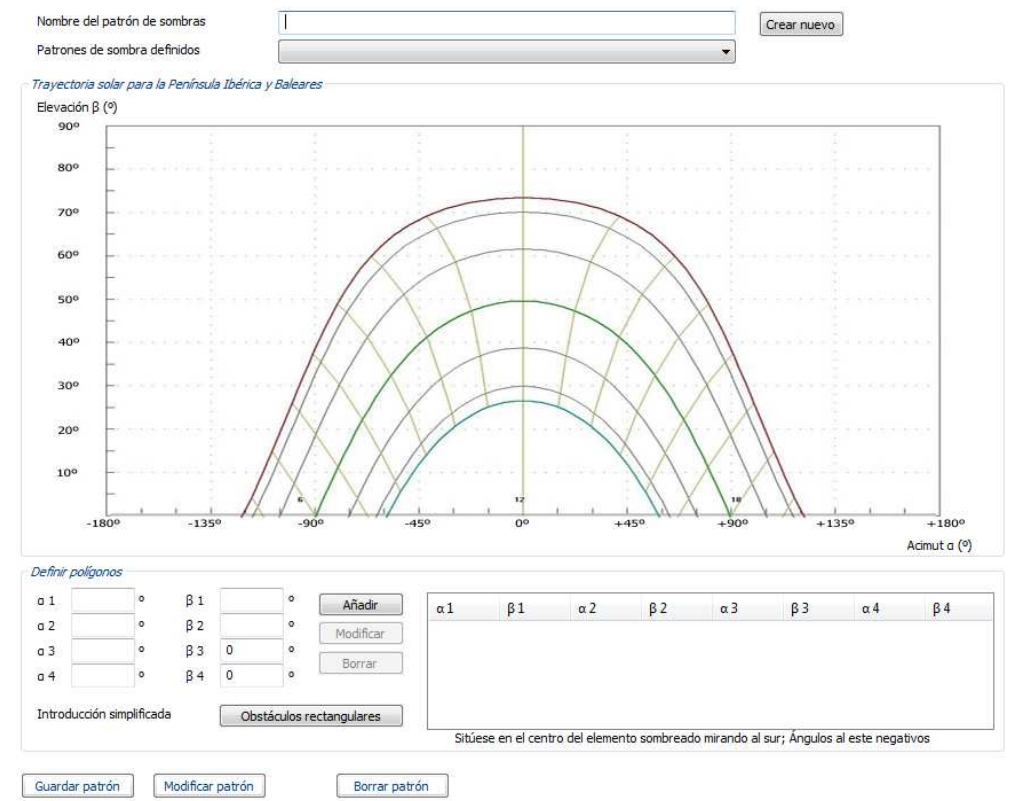 Nombre del patrón de sombras
Crear nuevo
Patrones de sombra definidos
Trayectoria solar para la Península Ibérica y Baleares
Elevación β (º)
90º
80º
70º
60º
50º
40º
30º
20º
10º
6 12 18
-180º -135º -90º -45º 0º +45º +90º +135º +180º
Acimut α (º)
Definir polígonos
α 1 º β 1 º Añadir
α 2 º β 2 º Modificar
α 3 º β 3 0 º Borrar
α 4 º β 4 0 º
α 1 β 1 α 2 β 2 α 3 β 3 α 4 β 4
Introducción simplificada Obstáculos rectangulares
Sitúese en el centro del elemento sombreado mirando al sur; Ángulos al este negativos
Guardar patrón Modificar patrón Borrar patrón